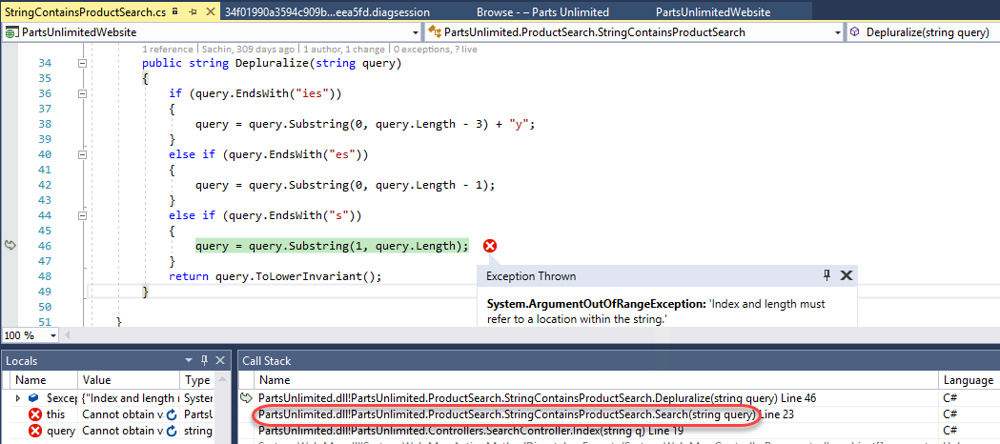 StringContainsProductSearch.cs 34f01990a3594c909b...eea5fd.diagsession Browse - – Parts Unlimited PartsUnlimitedWebsite
PartsUnlimitedWebsite PartsUnlimited.ProductSearch.StringContainsProductSearch Depluralize(string query)
1 reference | Sachin, 309 days ago | 1 author, 1 change | 0 exceptions, ? live
34 public string Depluralize(string query)
35 {
36 if (query.EndsWith("ies"))
37 {
38 query = query.Substring(0, query.Length - 3) + "y";
39 }
40 else if (query.EndsWith("es"))
41 {
42 query = query.Substring(0, query.Length - 1);
43 }
44 else if (query.EndsWith("s"))
45 {
46 query = query.Substring(1, query.Length);
47 }
48 return query.ToLowerInvariant();
49 }
50
51 }
Exception Thrown
System.ArgumentOutOfRangeException: 'Index and length must
refer to a location within the string.'
100 %
Locals
Name Value Type
$excep {"Index and length System
this Cannot obtain v PartsU
query Cannot obtain v string
Call Stack
Name Language
PartsUnlimited.dll!PartsUnlimited.ProductSearch.StringContainsProductSearch.Depluralize(string query) Line 46 C#
PartsUnlimited.dll!PartsUnlimited.ProductSearch.StringContainsProductSearch.Search(string query) Line 23 C#
PartsUnlimited.dll!PartsUnlimited.Controllers.SearchController.Index(string q) Line 19 C#